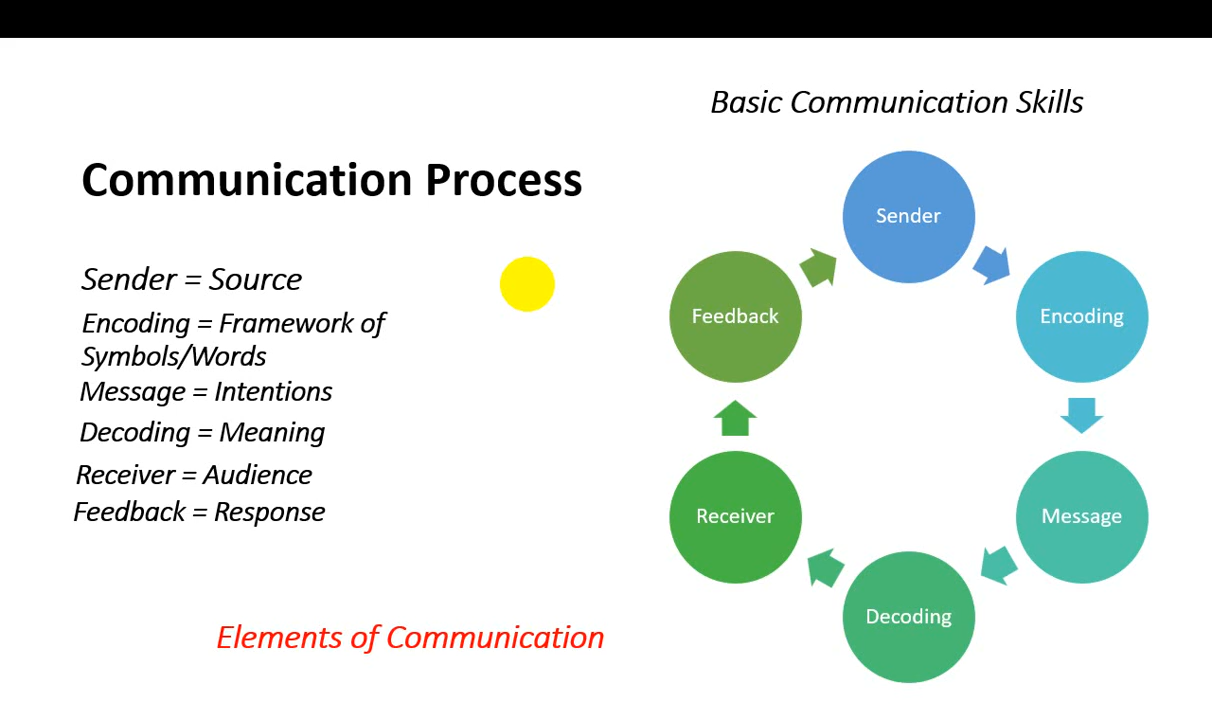 Basic Communication Skills
Communication Process
Sender = Source
Encoding = Framework of
Symbols/Words
Message = Intentions
Decoding = Meaning
Receiver = Audience
Feedback = Response
Elements of Communication
Sender
Encoding
Message
Decoding
Receiver
Feedback